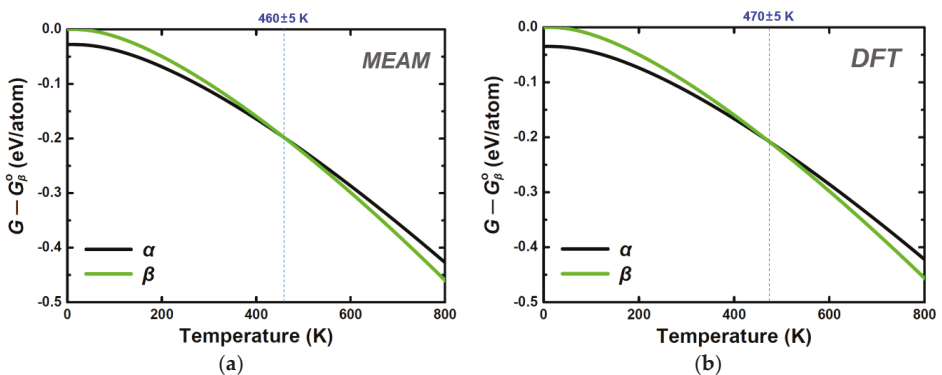 460±5 K
MEAM
0.0
-0.1
-0.2
-0.3
-0.4
-0.5
G — G°β (eV/atom)
α
β
0 200 400 600 800
Temperature (K)
(a)
470±5 K
DFT
0.0
-0.1
-0.2
-0.3
-0.4
-0.5
G — G°β (eV/atom)
α
β
0 200 400 600 800
Temperature (K)
(b)